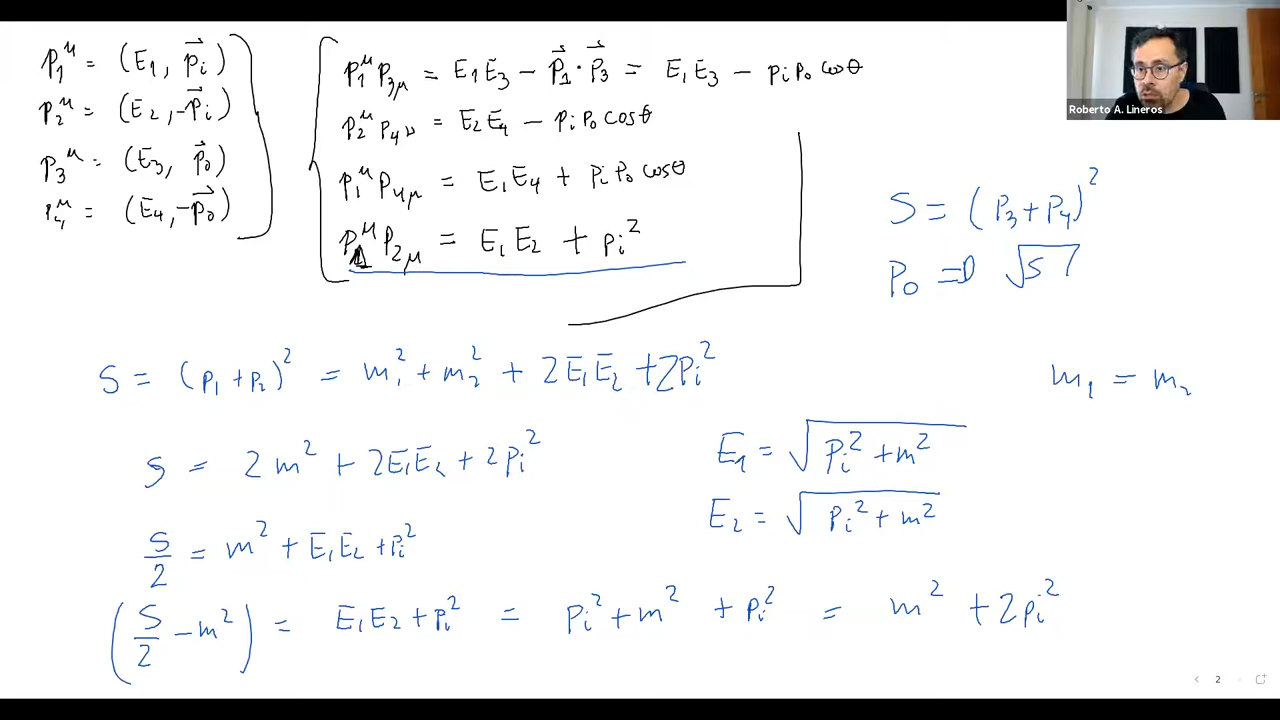 p₁^μ = (E₁, p⃗ᵢ)
p₂^μ = (E₂, -p⃗ᵢ)
p₃^μ = (E₃, p⃗₀)
p₄^μ = (E₄, -p⃗₀)
p₁^μ p₃μ = E₁E₃ - p⃗₁·p⃗₃ = E₁E₃ - pᵢp₀ cosθ
p₂^μ p₄μ = E₂E₄ - pᵢp₀ cosθ
p₁^μ p₄μ = E₁E₄ + pᵢp₀ cosθ
p₁^μ p₂μ = E₁E₂ + pᵢ²
Roberto A. Lineros
S = (p₃+p₄)²
p₀ ⇒ √s
S = (p₁+p₂)² = m₁² + m₂² + 2E₁E₂ + 2pᵢ²
m₁ = m₂
S = 2m² + 2E₁E₂ + 2pᵢ²
E₁ = √(pᵢ² + m²)
E₂ = √(pᵢ² + m²)
S/2 = m² + E₁E₂ + pᵢ²
(S/2 - m²) = E₁E₂ + pᵢ² = pᵢ² + m² + pᵢ² = m² + 2pᵢ²
2